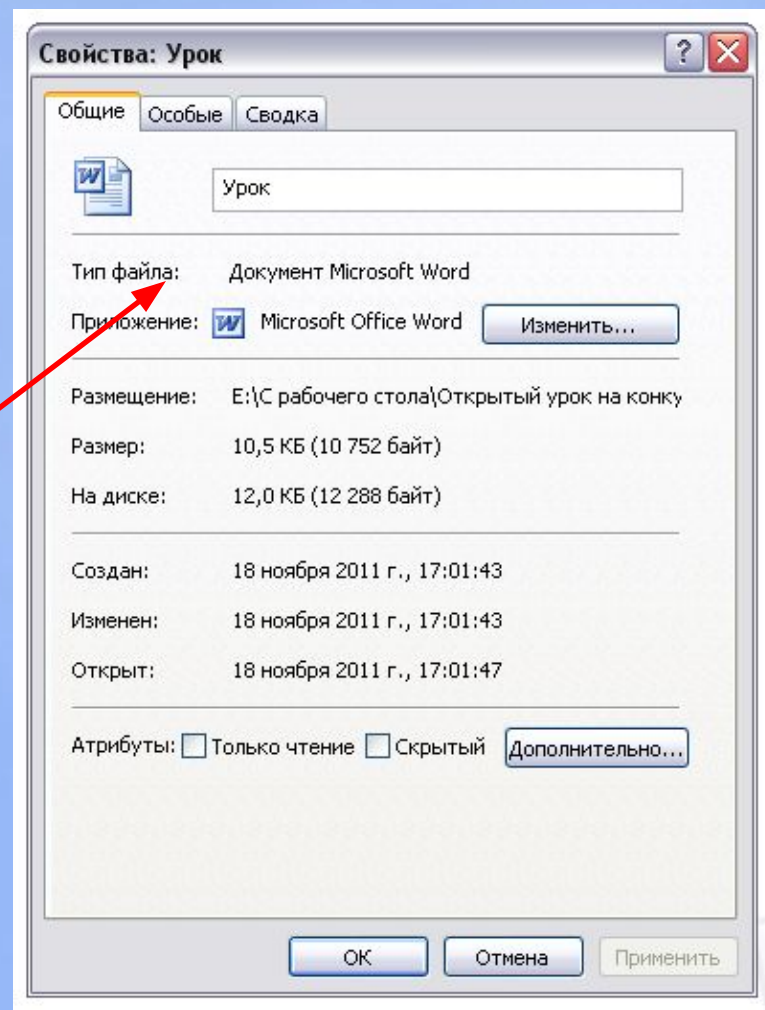 Свойства: Урок
Общие Особые Сводка
Урок
Тип файла: Документ Microsoft Word
Приложение: Microsoft Office Word Изменить...
Размещение: E:\С рабочего стола\Открытый урок на конку
Размер: 10,5 КБ (10 752 байт)
На диске: 12,0 КБ (12 288 байт)
Создан: 18 ноября 2011 г., 17:01:43
Изменен: 18 ноября 2011 г., 17:01:43
Открыт: 18 ноября 2011 г., 17:01:47
Атрибуты: Только чтение Скрытый Дополнительно...
ОК Отмена Применить